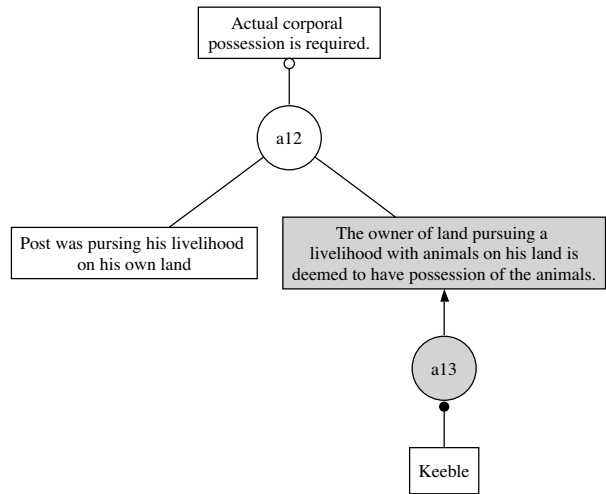 Actual corporal
possession is required.
a12
Post was pursing his livelihood
on his own land
The owner of land pursuing a
livelihood with animals on his land is
deemed to have possession of the animals.
a13
Keeble